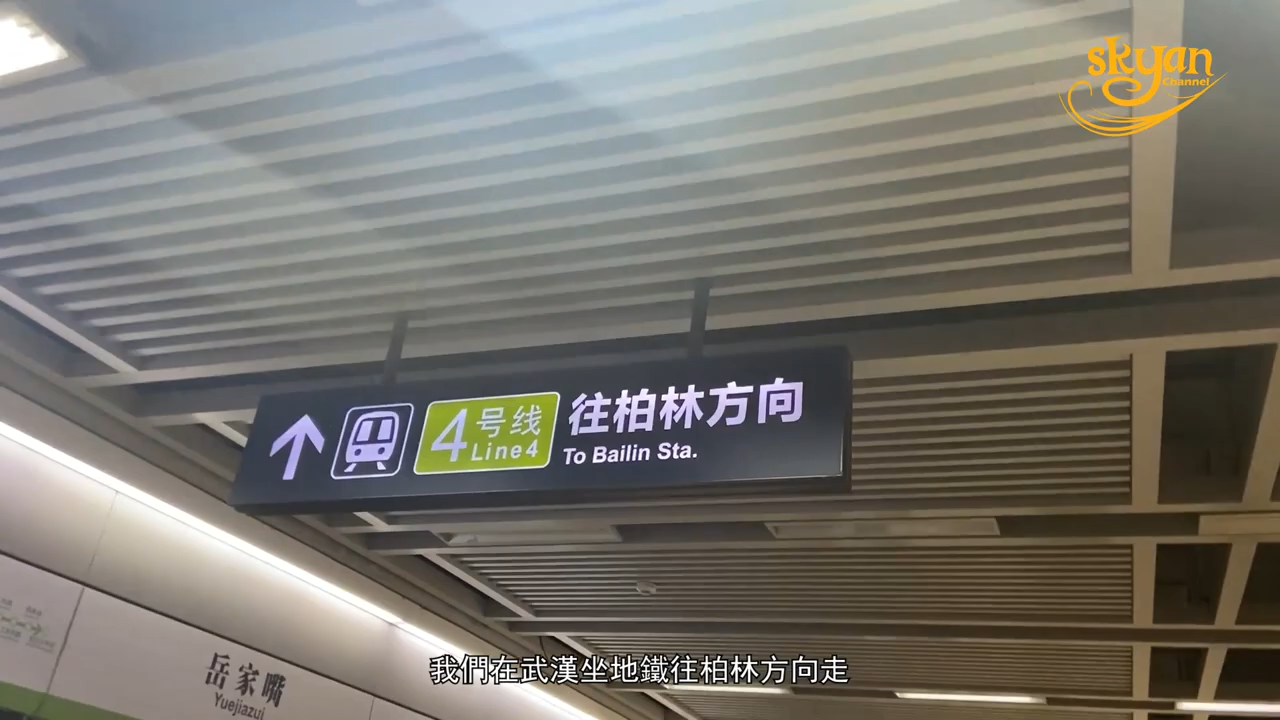 skyan
Channel
4号线
Line4
往柏林方向
To Bailin Sta.
岳家嘴
Yuejiazui
我們在武漢坐地鐵往柏林方向走